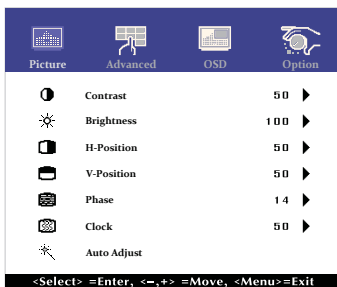 Picture Advanced OSD Option
Contrast 50
Brightness 100
H-Position 50
V-Position 50
Phase 14
Clock 50
Auto Adjust
<Select> =Enter, <–,+> =Move, <Menu>=Exit